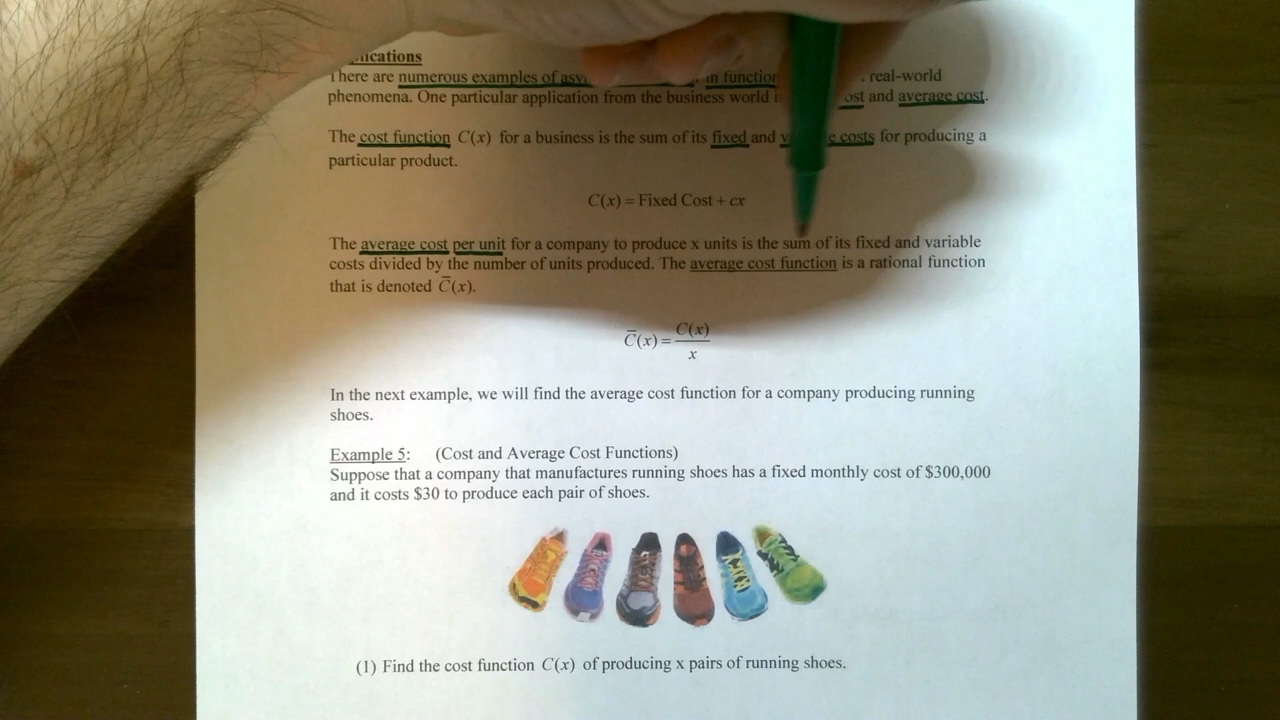 There are numerous examples of in function real-world
phenomena. One particular application from the business world and average cost.
The cost function C(x) for a business is the sum of its fixed and costs for producing a
particular product.
C(x) = Fixed Cost + cx
The average cost per unit for a company to produce x units is the sum of its fixed and variable
costs divided by the number of units produced. The average cost function is a rational function
that is denoted C̅(x).
C̅(x) = C(x)
x
In the next example, we will find the average cost function for a company producing running
shoes.
Example 5: (Cost and Average Cost Functions)
Suppose that a company that manufactures running shoes has a fixed monthly cost of $300,000
and it costs $30 to produce each pair of shoes.
(1) Find the cost function C(x) of producing x pairs of running shoes.